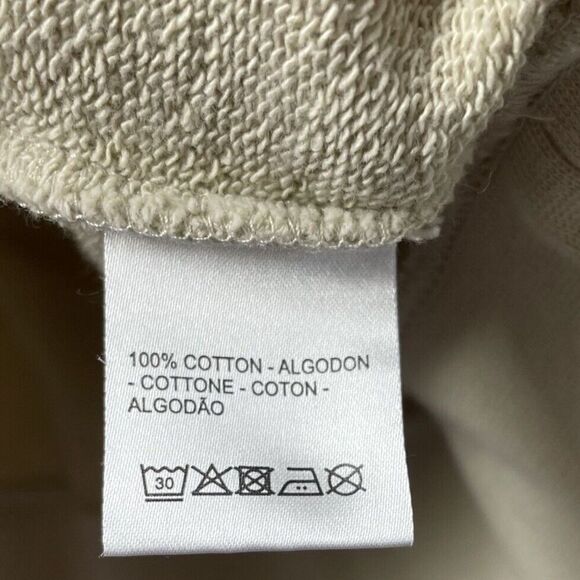 100% COTTON - ALGODON
- COTTONE - COTON -
ALGODÃO
30